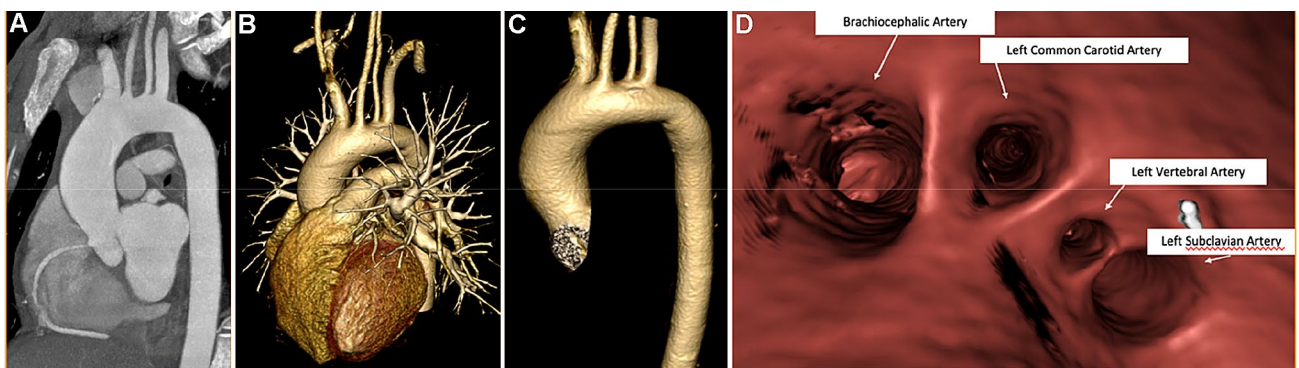 A
B
C
D
Brachiocephalic Artery
Left Common Carotid Artery
Left Vertebral Artery
Left Subclavian Artery